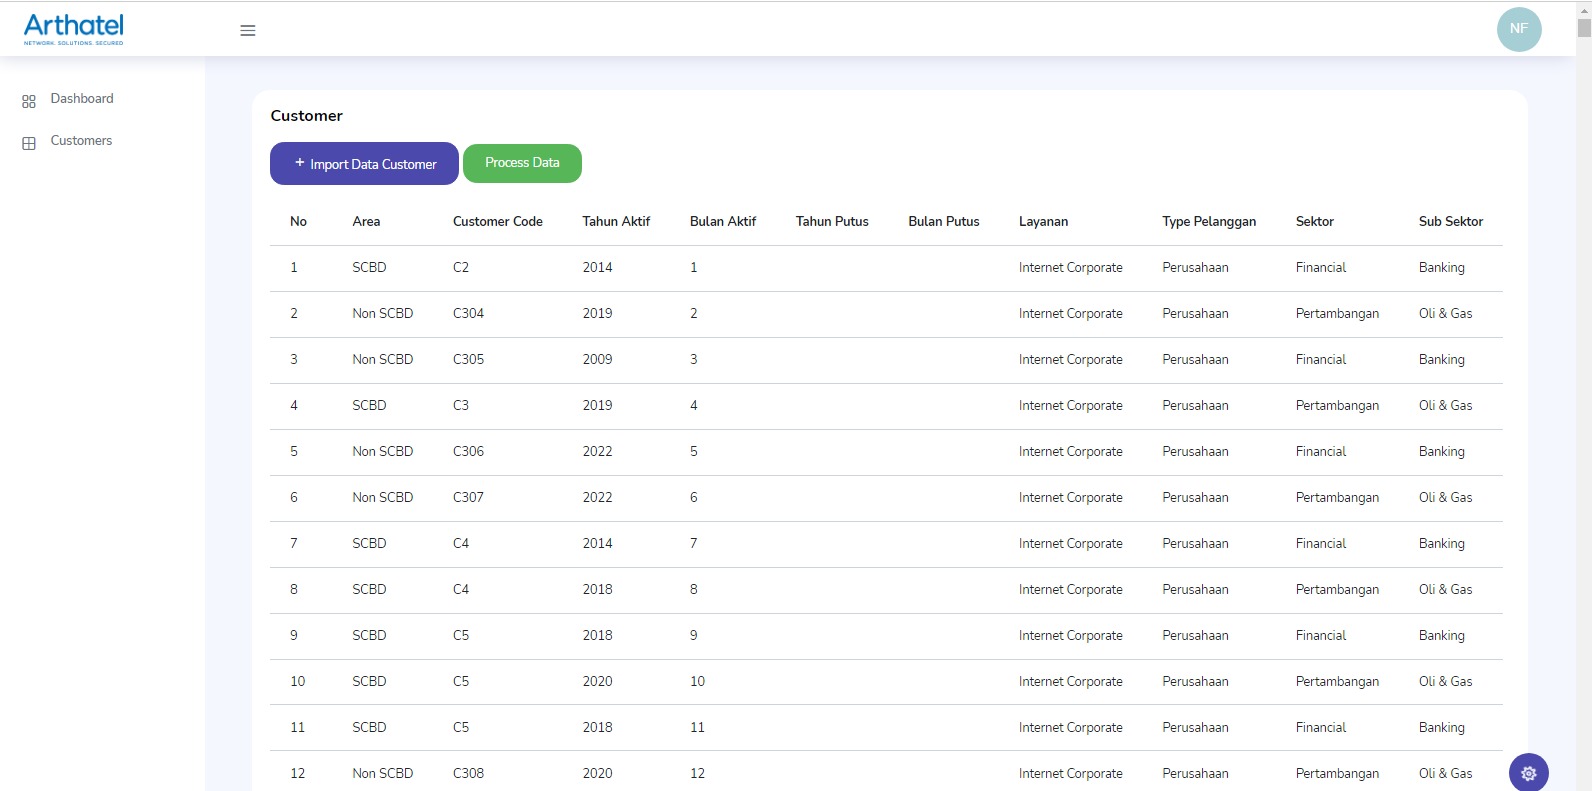 Arthatel
NETWORK. SOLUTIONS. SECURED
NF
Dashboard
Customers
Customer
+ Import Data Customer Process Data
No Area Customer Code Tahun Aktif Bulan Aktif Tahun Putus Bulan Putus Layanan Type Pelanggan Sektor Sub Sektor
1 SCBD C2 2014 1 Internet Corporate Perusahaan Financial Banking
2 Non SCBD C304 2019 2 Internet Corporate Perusahaan Pertambangan Oli & Gas
3 Non SCBD C305 2009 3 Internet Corporate Perusahaan Financial Banking
4 SCBD C3 2019 4 Internet Corporate Perusahaan Pertambangan Oli & Gas
5 Non SCBD C306 2022 5 Internet Corporate Perusahaan Financial Banking
6 Non SCBD C307 2022 6 Internet Corporate Perusahaan Pertambangan Oli & Gas
7 SCBD C4 2014 7 Internet Corporate Perusahaan Financial Banking
8 SCBD C4 2018 8 Internet Corporate Perusahaan Pertambangan Oli & Gas
9 SCBD C5 2018 9 Internet Corporate Perusahaan Financial Banking
10 SCBD C5 2020 10 Internet Corporate Perusahaan Pertambangan Oli & Gas
11 SCBD C5 2018 11 Internet Corporate Perusahaan Financial Banking
12 Non SCBD C308 2020 12 Internet Corporate Perusahaan Pertambangan Oli & Gas